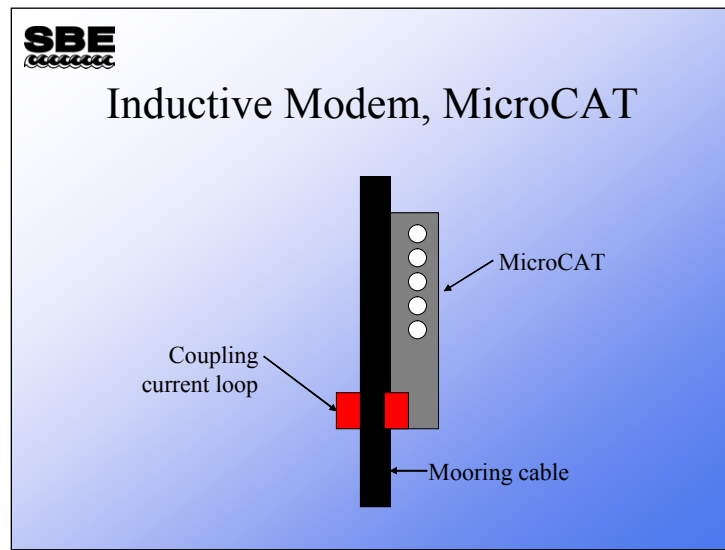 SBE
Inductive Modem, MicroCAT
MicroCAT
Coupling
current loop
Mooring cable